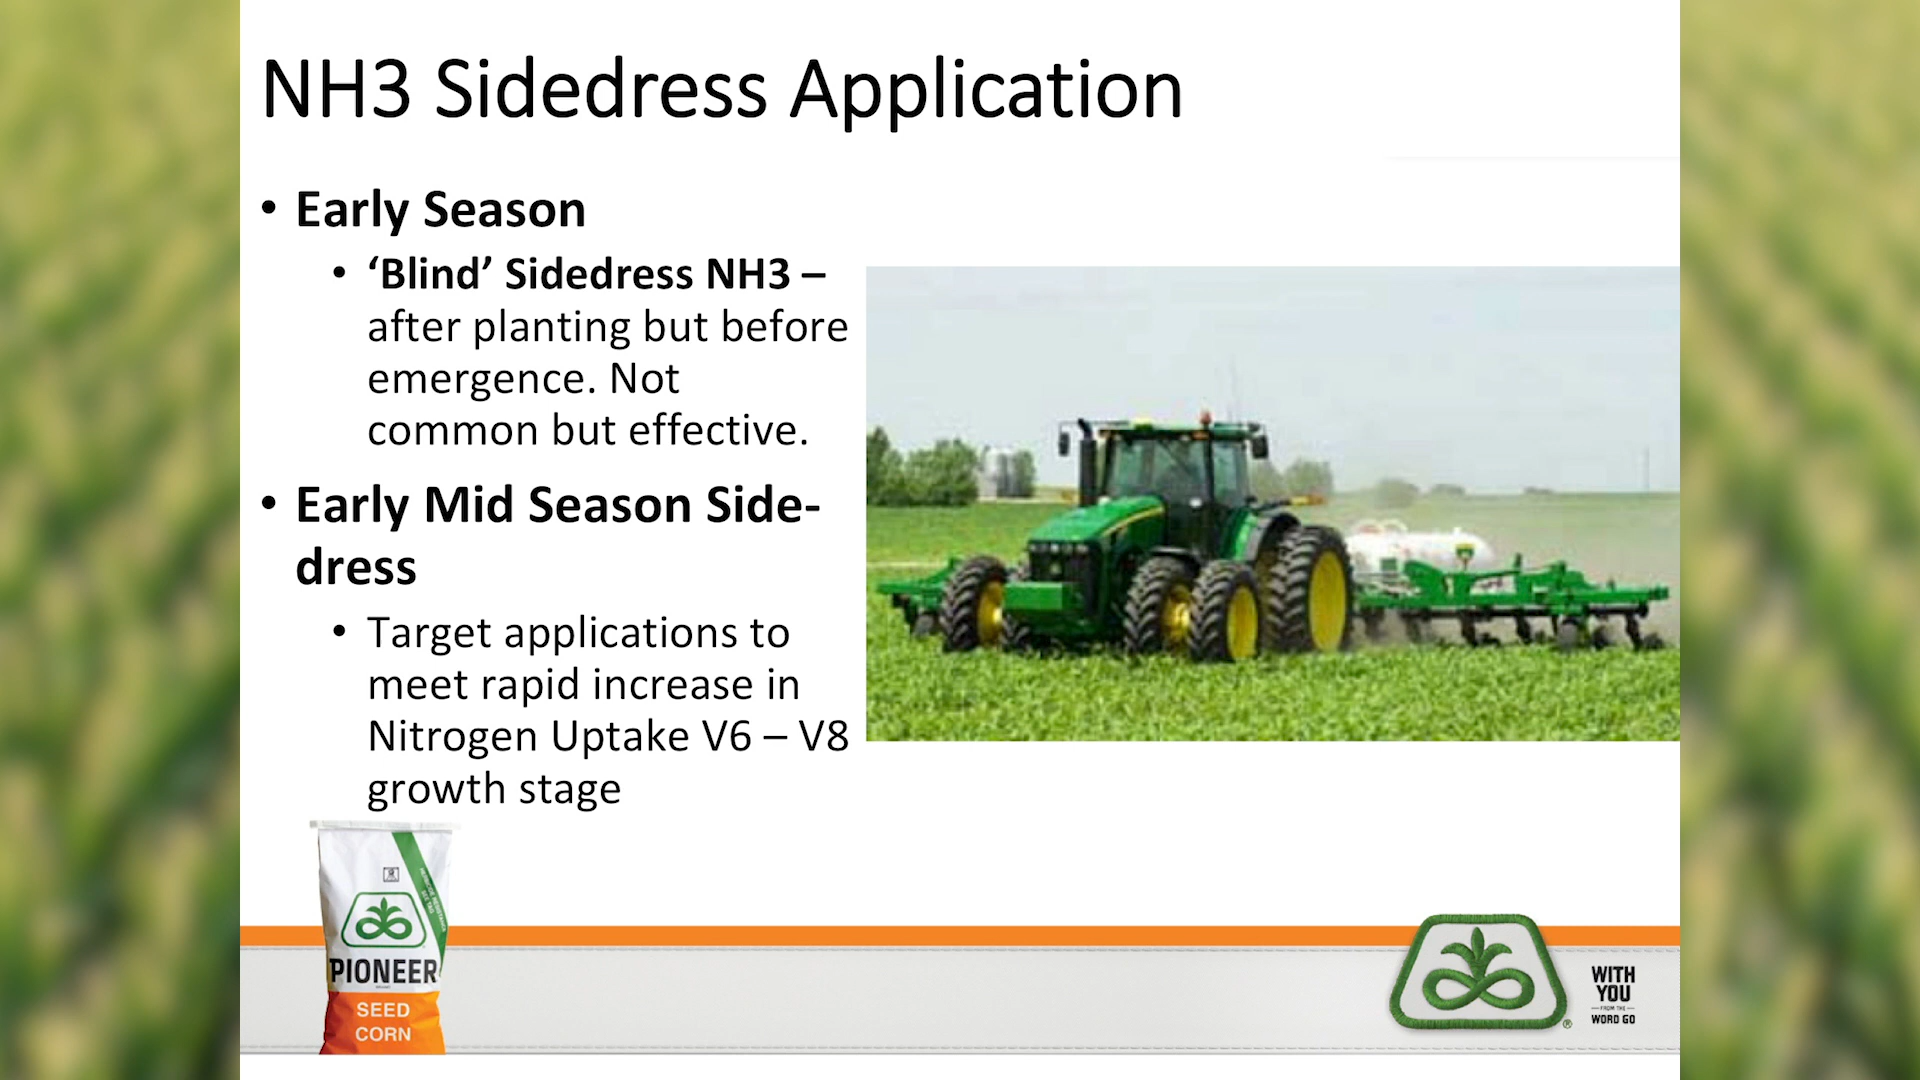 NH3 Sidedress Application
• Early Season
• ‘Blind’ Sidedress NH3 –
after planting but before
emergence. Not
common but effective.
• Early Mid Season Side-
dress
• Target applications to
meet rapid increase in
Nitrogen Uptake V6 – V8
growth stage
PIONEER
SEED
CORN
WITH
YOU
FROM THE
WORD GO